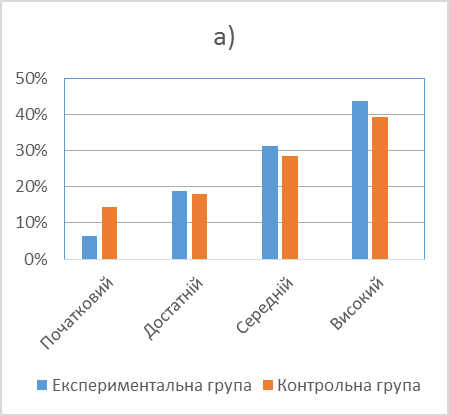 а)
50%
40%
30%
20%
10%
0%
Початковий
Достатній
Середній
Високий
Експериментальна група
Контрольна група